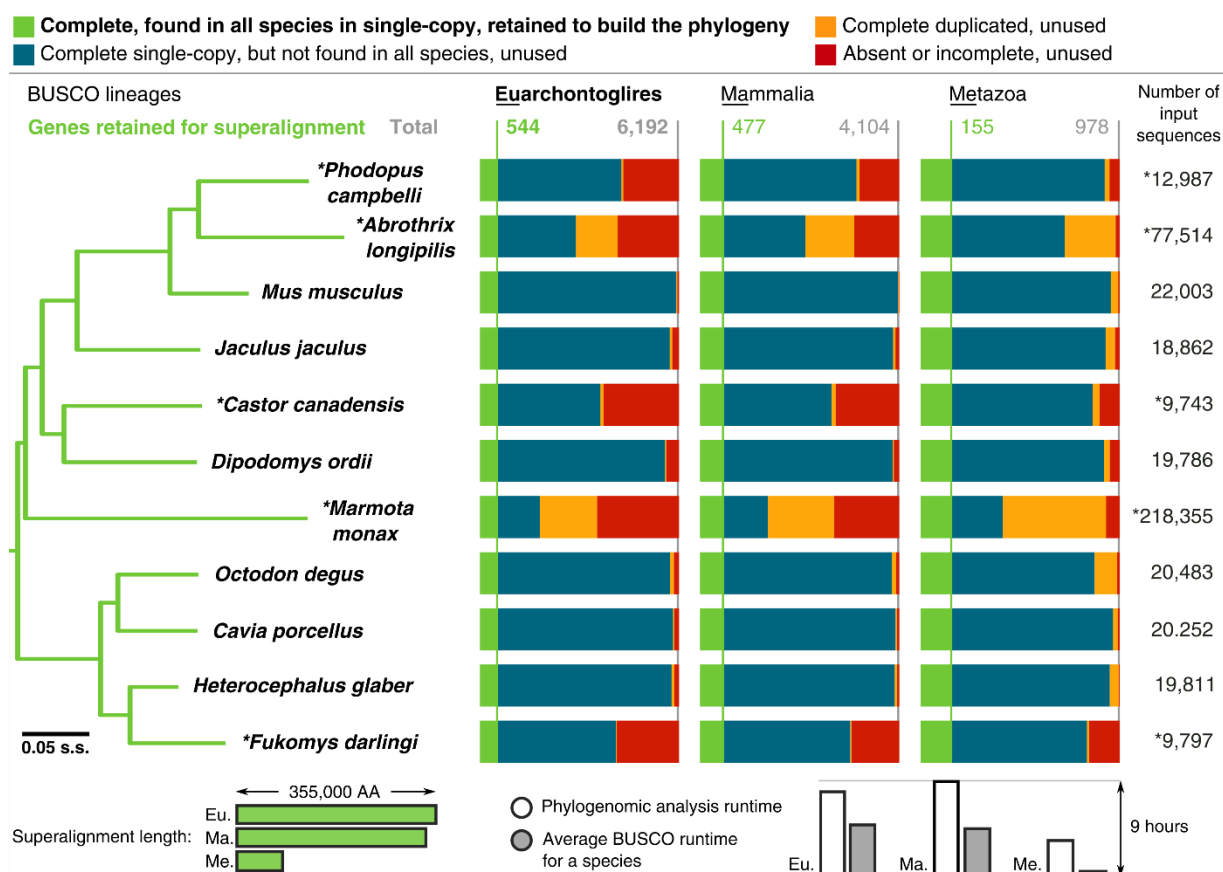 Complete, found in all species in single-copy, retained to build the phylogeny
Complete duplicated, unused
Complete single-copy, but not found in all species, unused
Absent or incomplete, unused
BUSCO lineages
Euarchontoglires
Mammalia
Metazoa
Number of
input
sequences
Genes retained for superalignment Total
544 6,192
477 4,104
155 978
*Phodopus
campbelli
*12,987
*Abrothrix
longipilis
*77,514
Mus musculus
22,003
Jaculus jaculus
18,862
*Castor canadensis
*9,743
Dipodomys ordii
19,786
*Marmota
monax
*218,355
Octodon degus
20,483
Cavia porcellus
20.252
Heterocephalus glaber
19,811
*Fukomys darlingi
*9,797
0.05 s.s.
355,000 AA
Superalignment length:
Eu.
Ma.
Me.
Phylogenomic analysis runtime
Average BUSCO runtime
for a species
Eu.
Ma.
Me.
9 hours